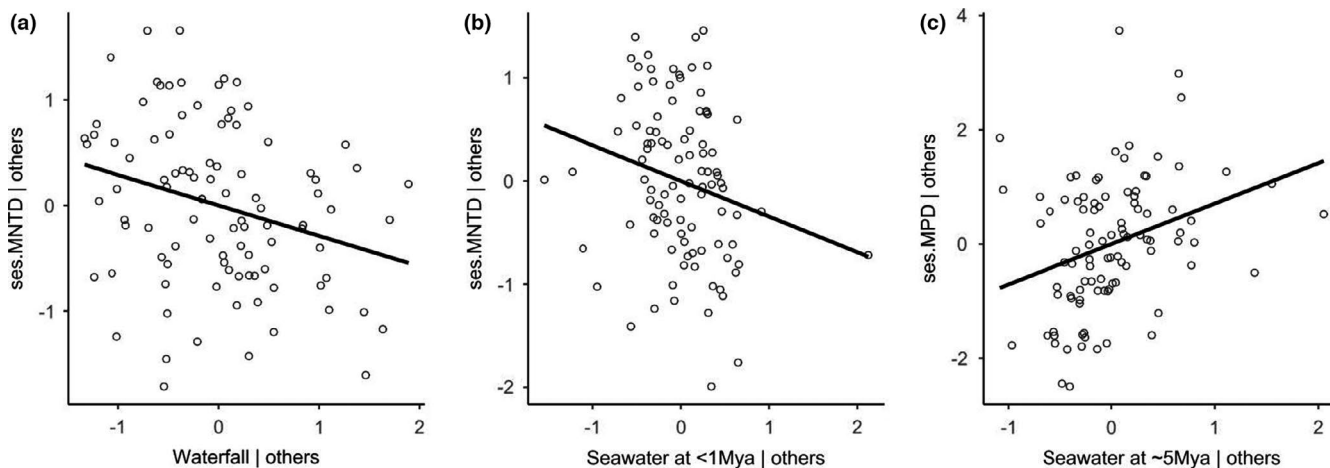 (a)
ses.MNTD | others
1
0
-1
-1
0
1
2
Waterfall | others
(b)
ses.MNTD | others
1
0
-1
-2
-1
0
1
2
Seawater at <1Mya | others
(c)
ses.MPD | others
4
2
0
-2
-1
0
1
2
Seawater at ~5Mya | others